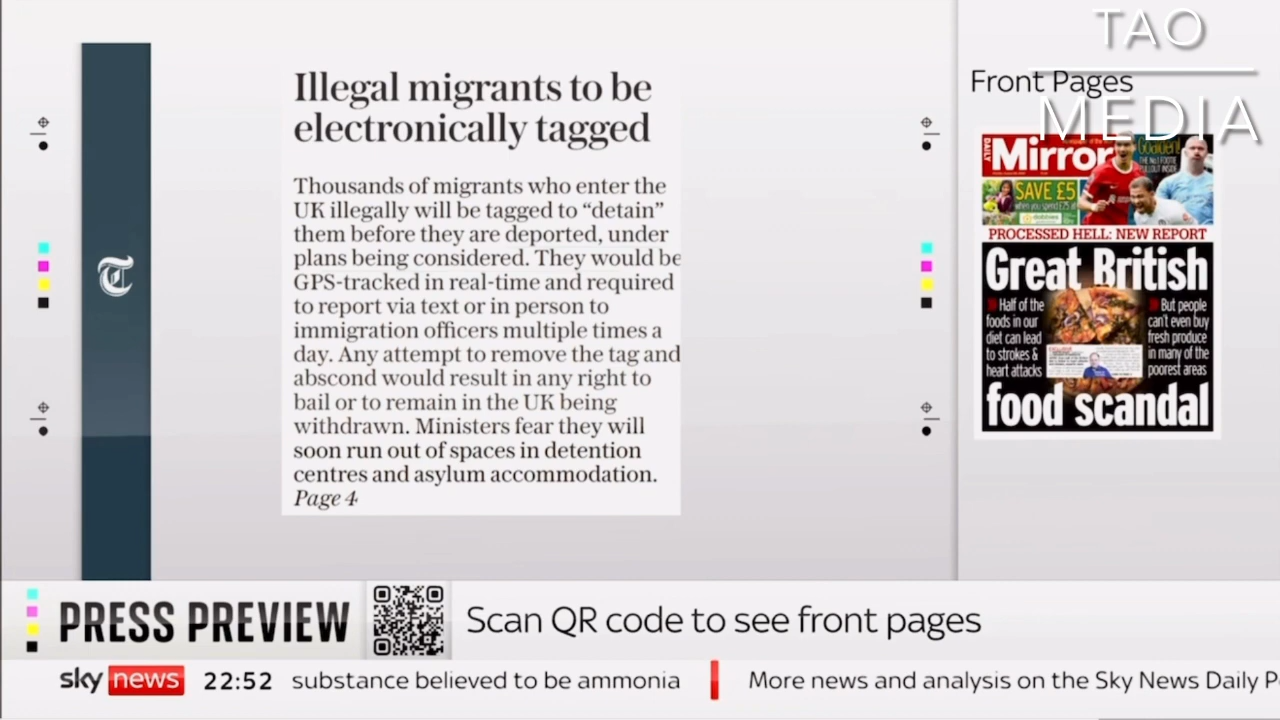 TAO
MEDIA
Illegal migrants to be
electronically tagged
Thousands of migrants who enter the
UK illegally will be tagged to “detain”
them before they are deported, under
plans being considered. They would be
GPS-tracked in real-time and required
to report via text or in person to
immigration officers multiple times a
day. Any attempt to remove the tag and
abscond would result in any right to
bail or to remain in the UK being
withdrawn. Ministers fear they will
soon run out of spaces in detention
centres and asylum accommodation.
Page 4
T
Front Pages
DAILY
Mirror
SAVE £5
when you spend £25 at
dobbies
PROCESSED HELL: NEW REPORT
Great British
Half of the
foods in our
diet can lead
to strokes &
heart attacks
But people
can't even buy
fresh produce
in many of the
poorest areas
food scandal
PRESS PREVIEW
Scan QR code to see front pages
sky news 22:52 substance believed to be ammonia More news and analysis on the Sky News Daily P